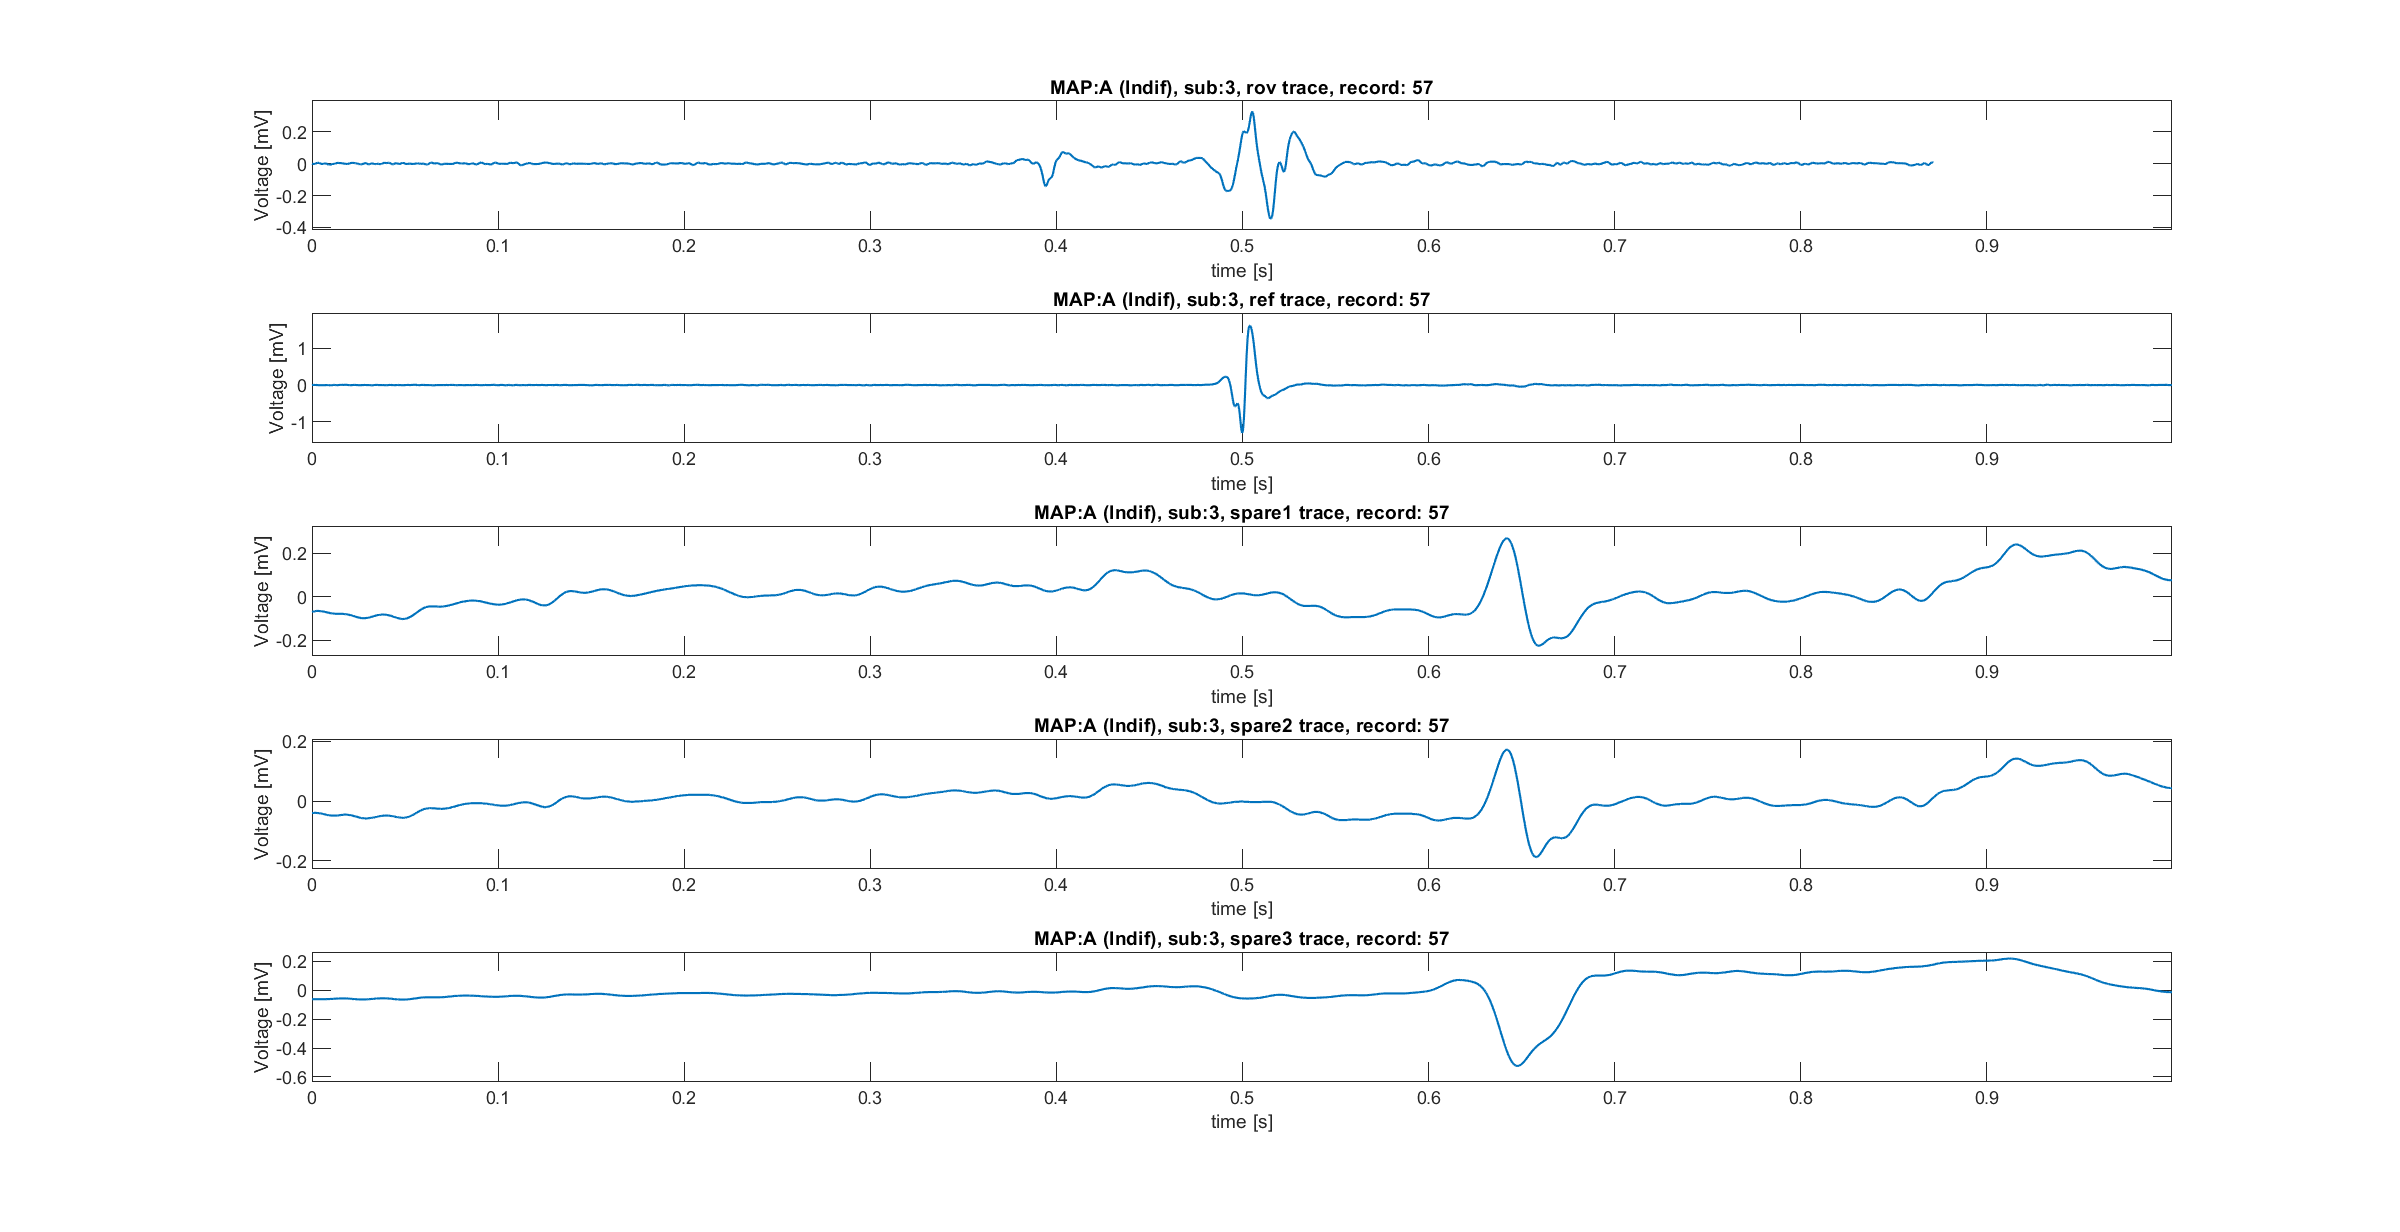 MAP:A (Indif), sub:3, rov trace, record: 57
Voltage [mV]
0.2
0
-0.2
-0.4
0 0.1 0.2 0.3 0.4 0.5 0.6 0.7 0.8 0.9
time [s]
MAP:A (Indif), sub:3, ref trace, record: 57
Voltage [mV]
1
0
-1
0 0.1 0.2 0.3 0.4 0.5 0.6 0.7 0.8 0.9
time [s]
MAP:A (Indif), sub:3, spare1 trace, record: 57
Voltage [mV]
0.2
0
-0.2
0 0.1 0.2 0.3 0.4 0.5 0.6 0.7 0.8 0.9
time [s]
MAP:A (Indif), sub:3, spare2 trace, record: 57
Voltage [mV]
0.2
0
-0.2
0 0.1 0.2 0.3 0.4 0.5 0.6 0.7 0.8 0.9
time [s]
MAP:A (Indif), sub:3, spare3 trace, record: 57
Voltage [mV]
0.2
0
-0.2
-0.4
-0.6
0 0.1 0.2 0.3 0.4 0.5 0.6 0.7 0.8 0.9
time [s]